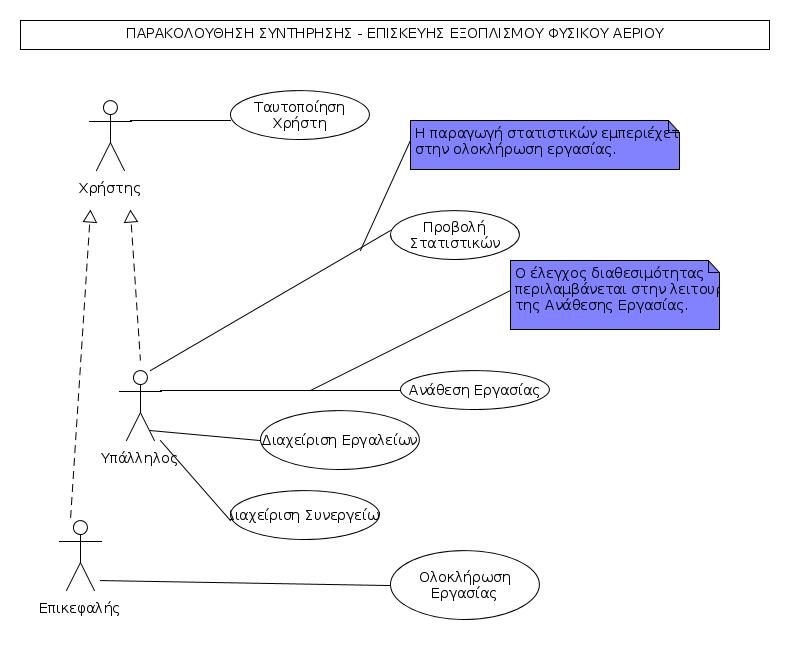 ΠΑΡΑΚΟΛΟΥΘΗΣΗ ΣΥΝΤΗΡΗΣΗΣ - ΕΠΙΣΚΕΥΗΣ ΕΞΟΠΛΙΣΜΟΥ ΦΥΣΙΚΟΥ ΑΕΡΙΟΥ
Ταυτοποίηση
Χρήστη
Η παραγωγή στατιστικών εμπεριέχετ
στην ολοκλήρωση εργασίας.
Χρήστης
Προβολή
Στατιστικών
Ο έλεγχος διαθεσιμότητας
περιλαμβάνεται στην λειτουρ
της Ανάθεσης Εργασίας.
Ανάθεση Εργασίας
Διαχείριση Εργαλείων
Υπάλληλος
Διαχείριση Συνεργείω
Ολοκλήρωση
Εργασίας
Επικεφαλής